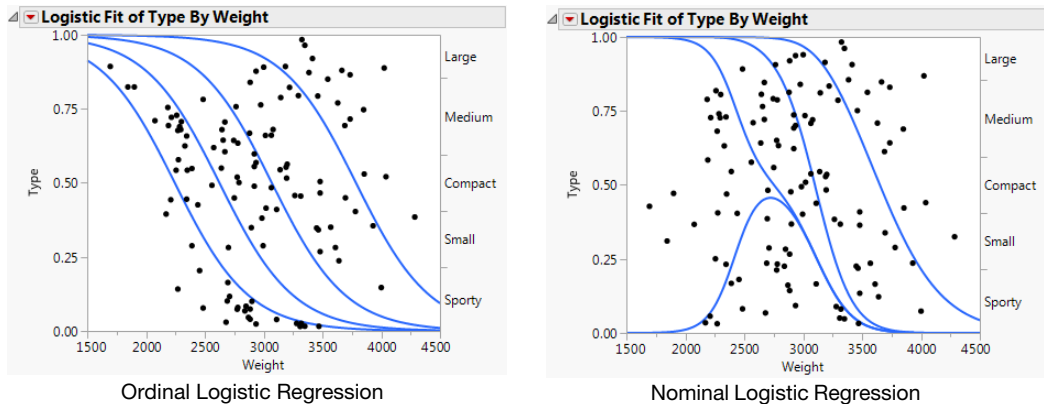 Logistic Fit of Type By Weight
1.00
0.75
0.50
0.25
0.00
Type
Large
Medium
Compact
Small
Sporty
1500 2000 2500 3000 3500 4000 4500
Weight
Ordinal Logistic Regression
Logistic Fit of Type By Weight
1.00
0.75
0.50
0.25
0.00
Type
Large
Medium
Compact
Small
Sporty
1500 2000 2500 3000 3500 4000 4500
Weight
Nominal Logistic Regression